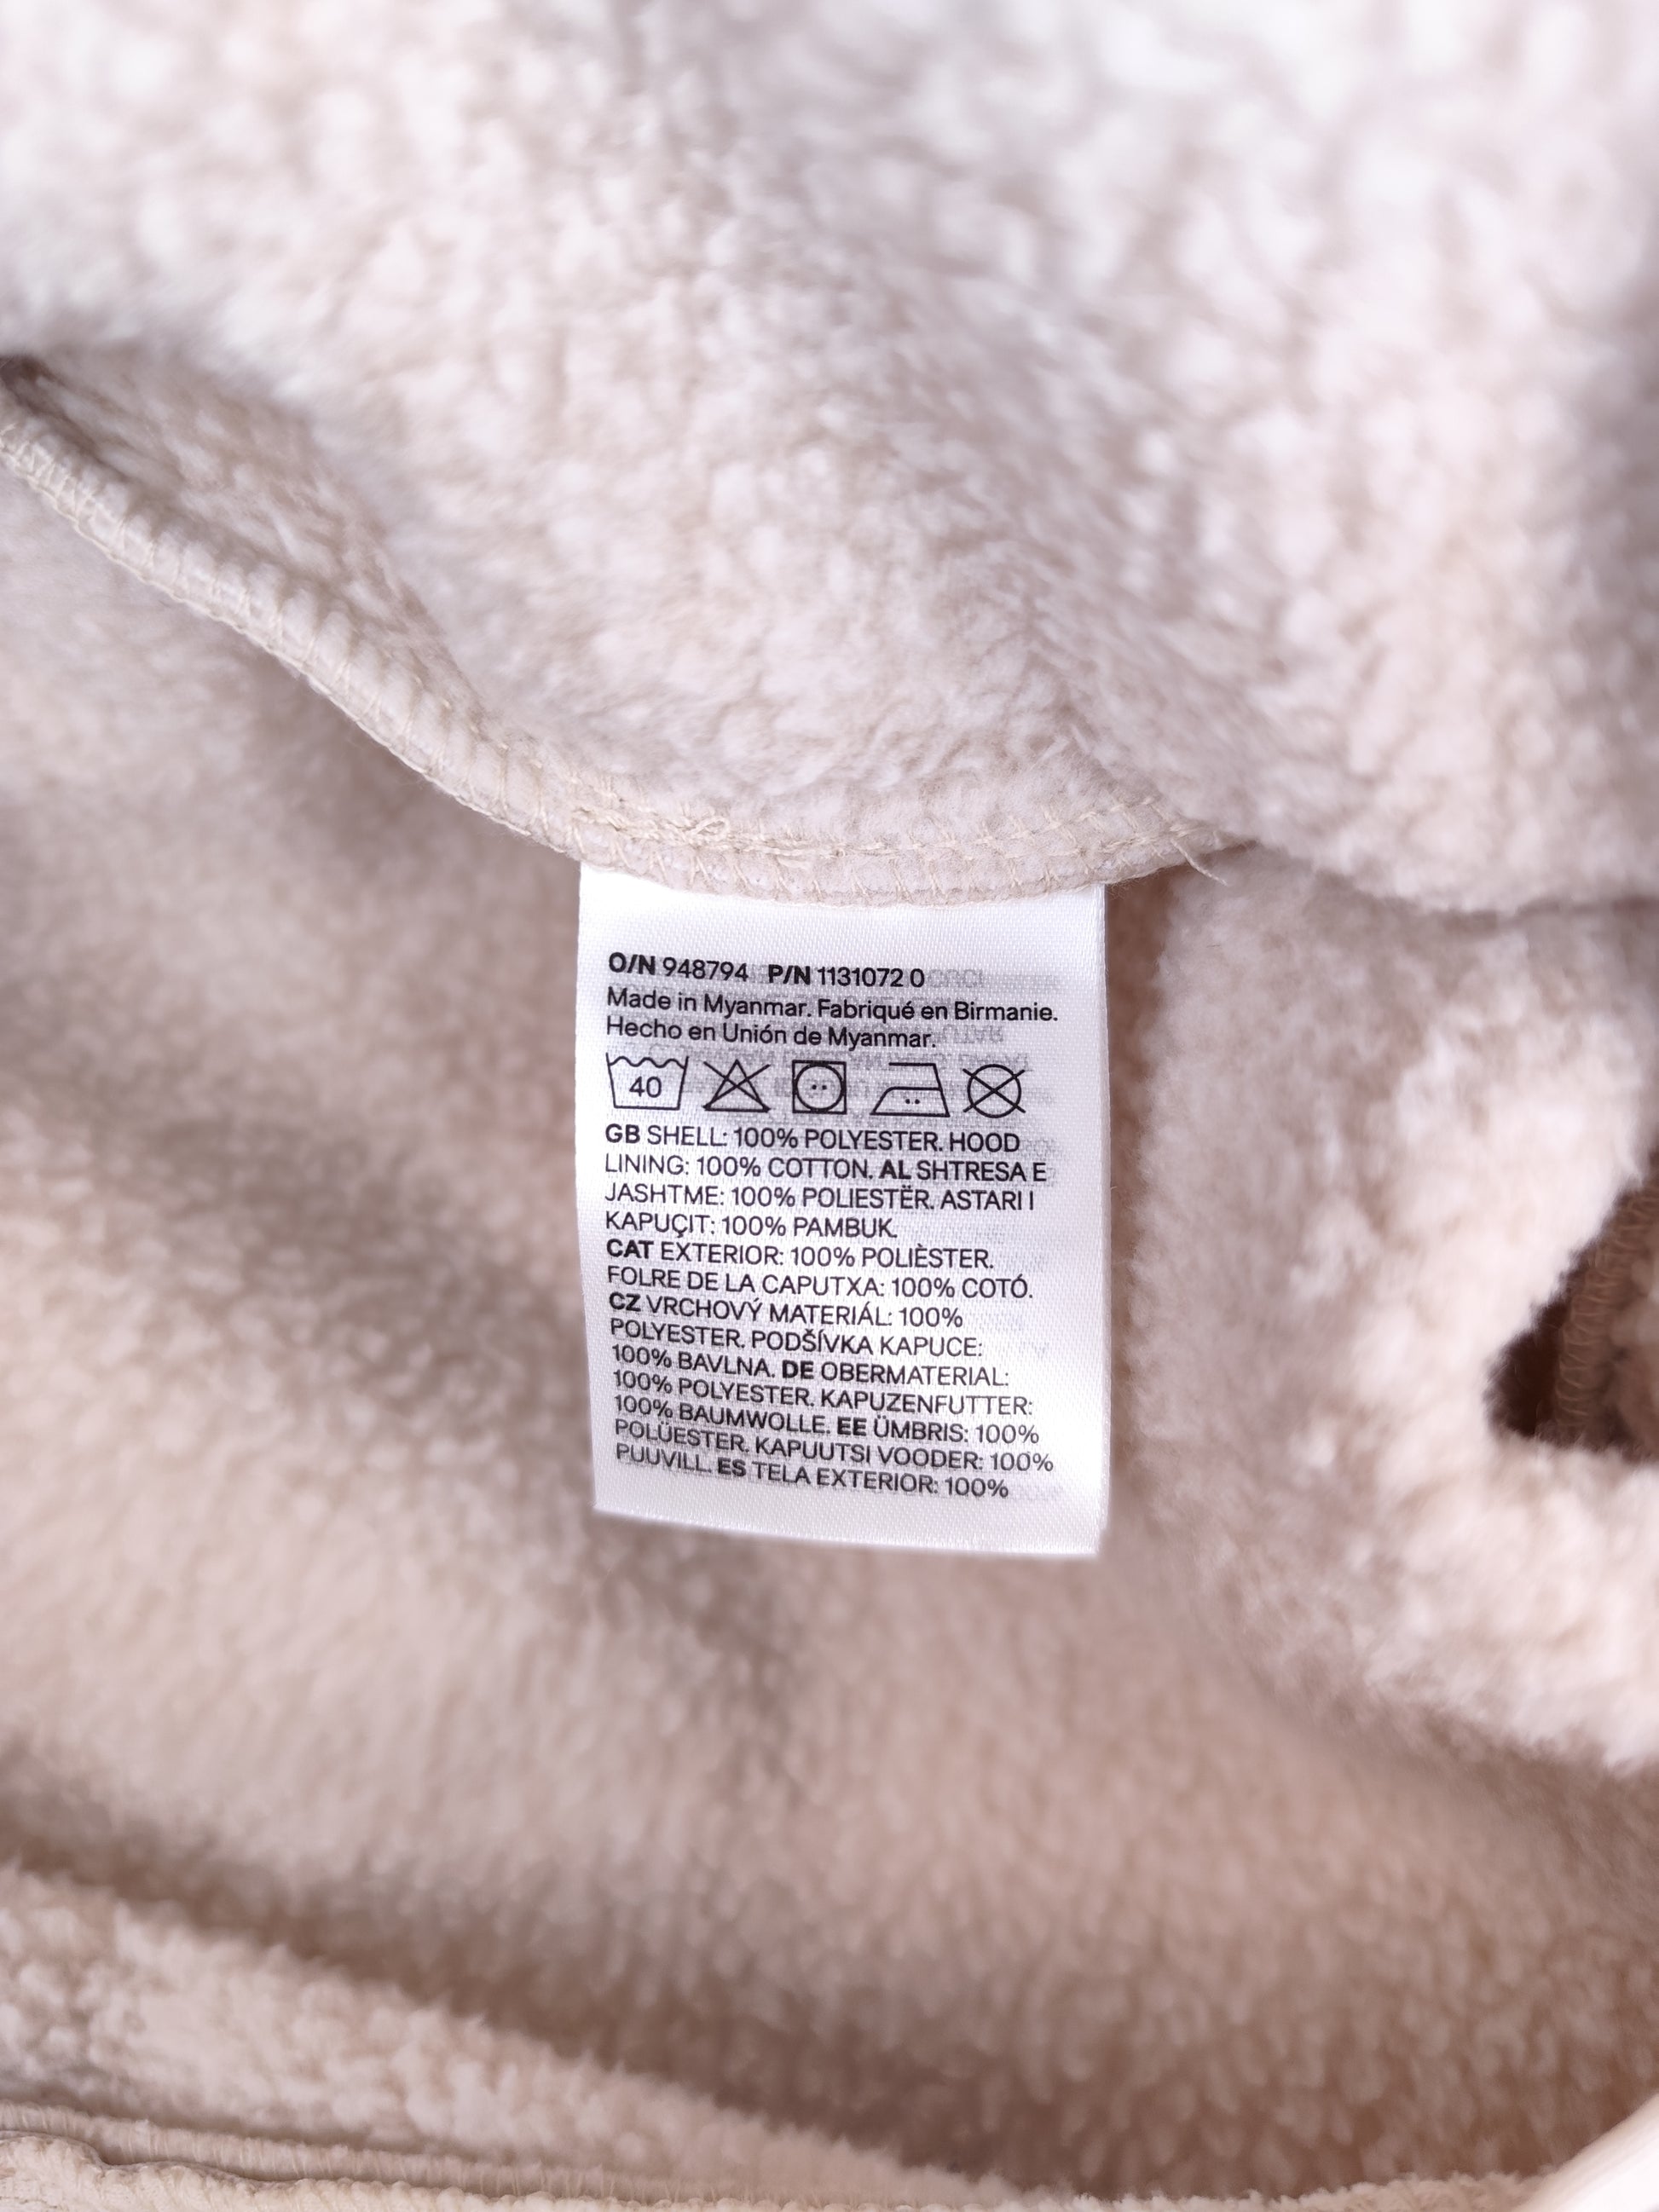 O/N 948794 P/N 1131072 0
Made in Myanmar. Fabriqué en Birmanie.
Hecho en Unión de Myanmar.
40
GB SHELL: 100% POLYESTER. HOOD
LINING: 100% COTTON. AL SHTRESA E
JASHTME: 100% POLIESTËR. ASTARI I
KAPUÇIT: 100% PAMBUK.
CAT EXTERIOR: 100% POLIÈSTER.
FOLRE DE LA CAPUTXA: 100% COTÓ.
CZ VRCHOVÝ MATERIÁL: 100%
POLYESTER. PODŠÍVKA KAPUCE:
100% BAVLNA. DE OBERMATERIAL:
100% POLYESTER. KAPUZENFUTTER:
100% BAUMWOLLE. EE ÜMBRIS: 100%
POLÜESTER. KAPUUTSI VOODER: 100%
PUUVILL. ES TELA EXTERIOR: 100%